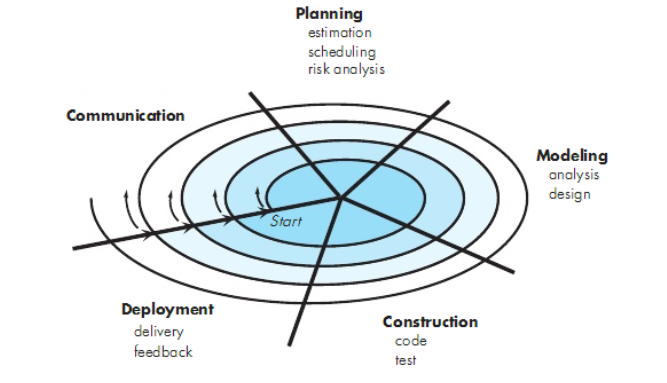 Planning
estimation
scheduling
risk analysis
Communication
Modeling
analysis
design
Start
Deployment
delivery
feedback
Construction
code
test